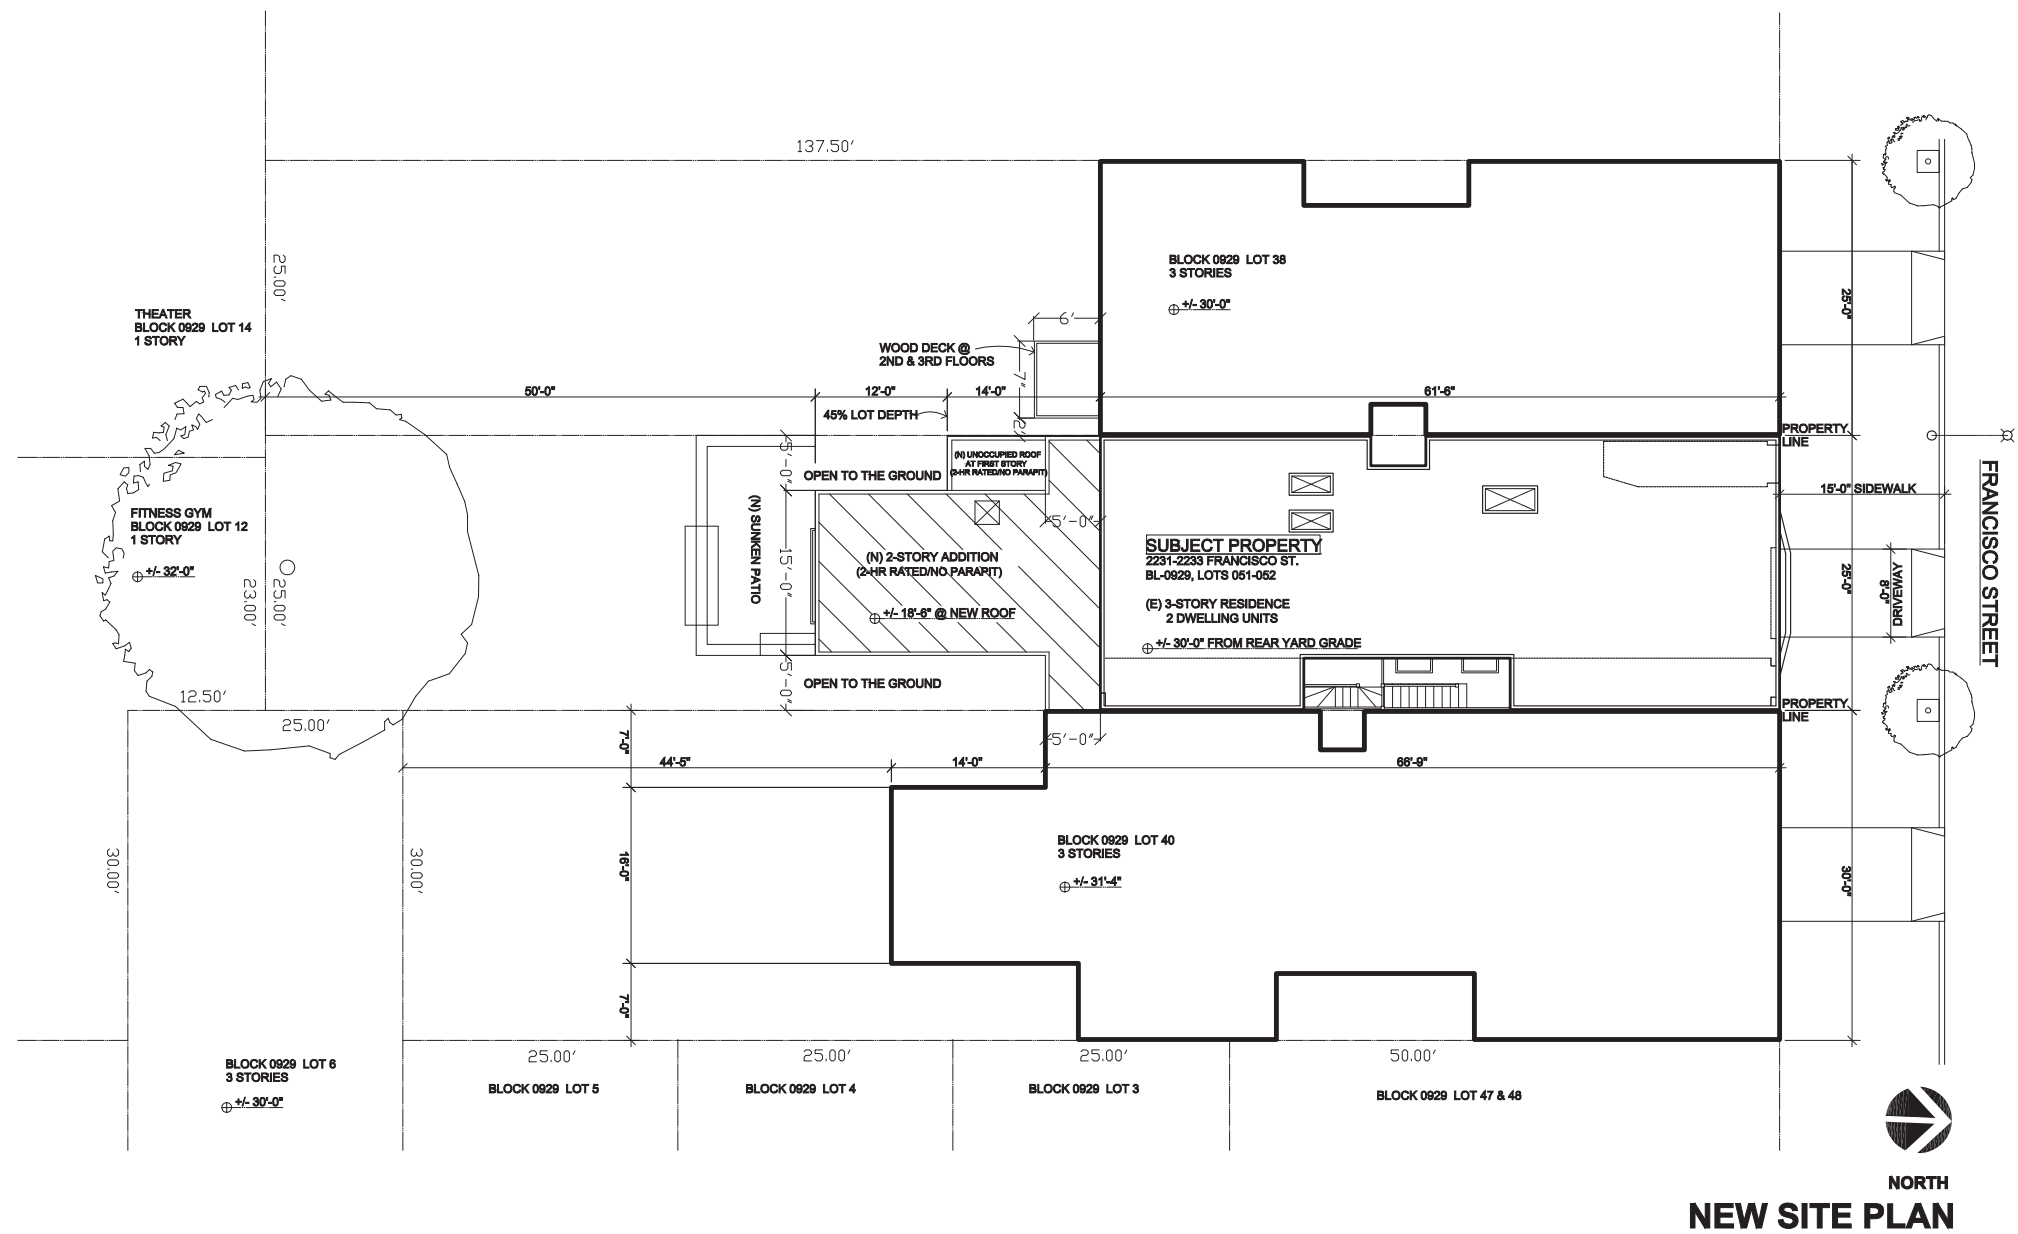 137.50'
25.00'
BLOCK 0929 LOT 38
3 STORIES
+/- 30'-0"
25'-0"
THEATER
BLOCK 0929 LOT 14
1 STORY
6'
WOOD DECK @
2ND & 3RD FLOORS
7"
2'
50'-0"
12'-0"
14'-0"
61'-6"
45% LOT DEPTH
PROPERTY
LINE
5'-0"
OPEN TO THE GROUND
(N) UNOCCUPIED ROOF
AT FIRST STORY
(2-HR RATED/NO PARAPIT)
15'-0" SIDEWALK
FRANCISCO STREET
FITNESS GYM
BLOCK 0929 LOT 12
1 STORY
+/- 32'-0"
23.00'
25.00'
(N) SUNKEN PATIO
15'-0"
5'-0"
(N) 2-STORY ADDITION
(2-HR RATED/NO PARAPIT)
+/- 18'-6" @ NEW ROOF
SUBJECT PROPERTY
2231-2233 FRANCISCO ST.
BL-0929, LOTS 051-052
(E) 3-STORY RESIDENCE
2 DWELLING UNITS
+/- 30'-0" FROM REAR YARD GRADE
25'-0"
8'-0"
DRIVEWAY
5'-0"
OPEN TO THE GROUND
12.50'
25.00'
PROPERTY
LINE
7'-0"
5'-0"
44'-5"
14'-0"
66'-9"
30.00'
30.00'
16'-0"
BLOCK 0929 LOT 40
3 STORIES
+/- 31'-4"
30'-0"
7'-0"
25.00'
25.00'
25.00'
50.00'
BLOCK 0929 LOT 6
3 STORIES
+/- 30'-0"
BLOCK 0929 LOT 5
BLOCK 0929 LOT 4
BLOCK 0929 LOT 3
BLOCK 0929 LOT 47 & 48
NORTH
NEW SITE PLAN